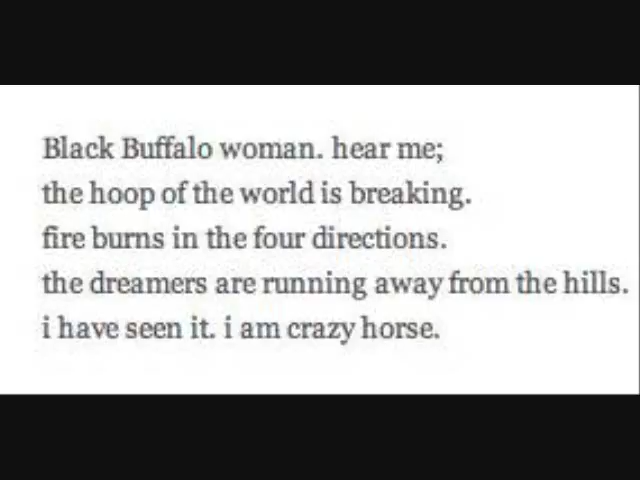 Black Buffalo woman. hear me;
the hoop of the world is breaking.
fire burns in the four directions.
the dreamers are running away from the hills.
i have seen it. i am crazy horse.